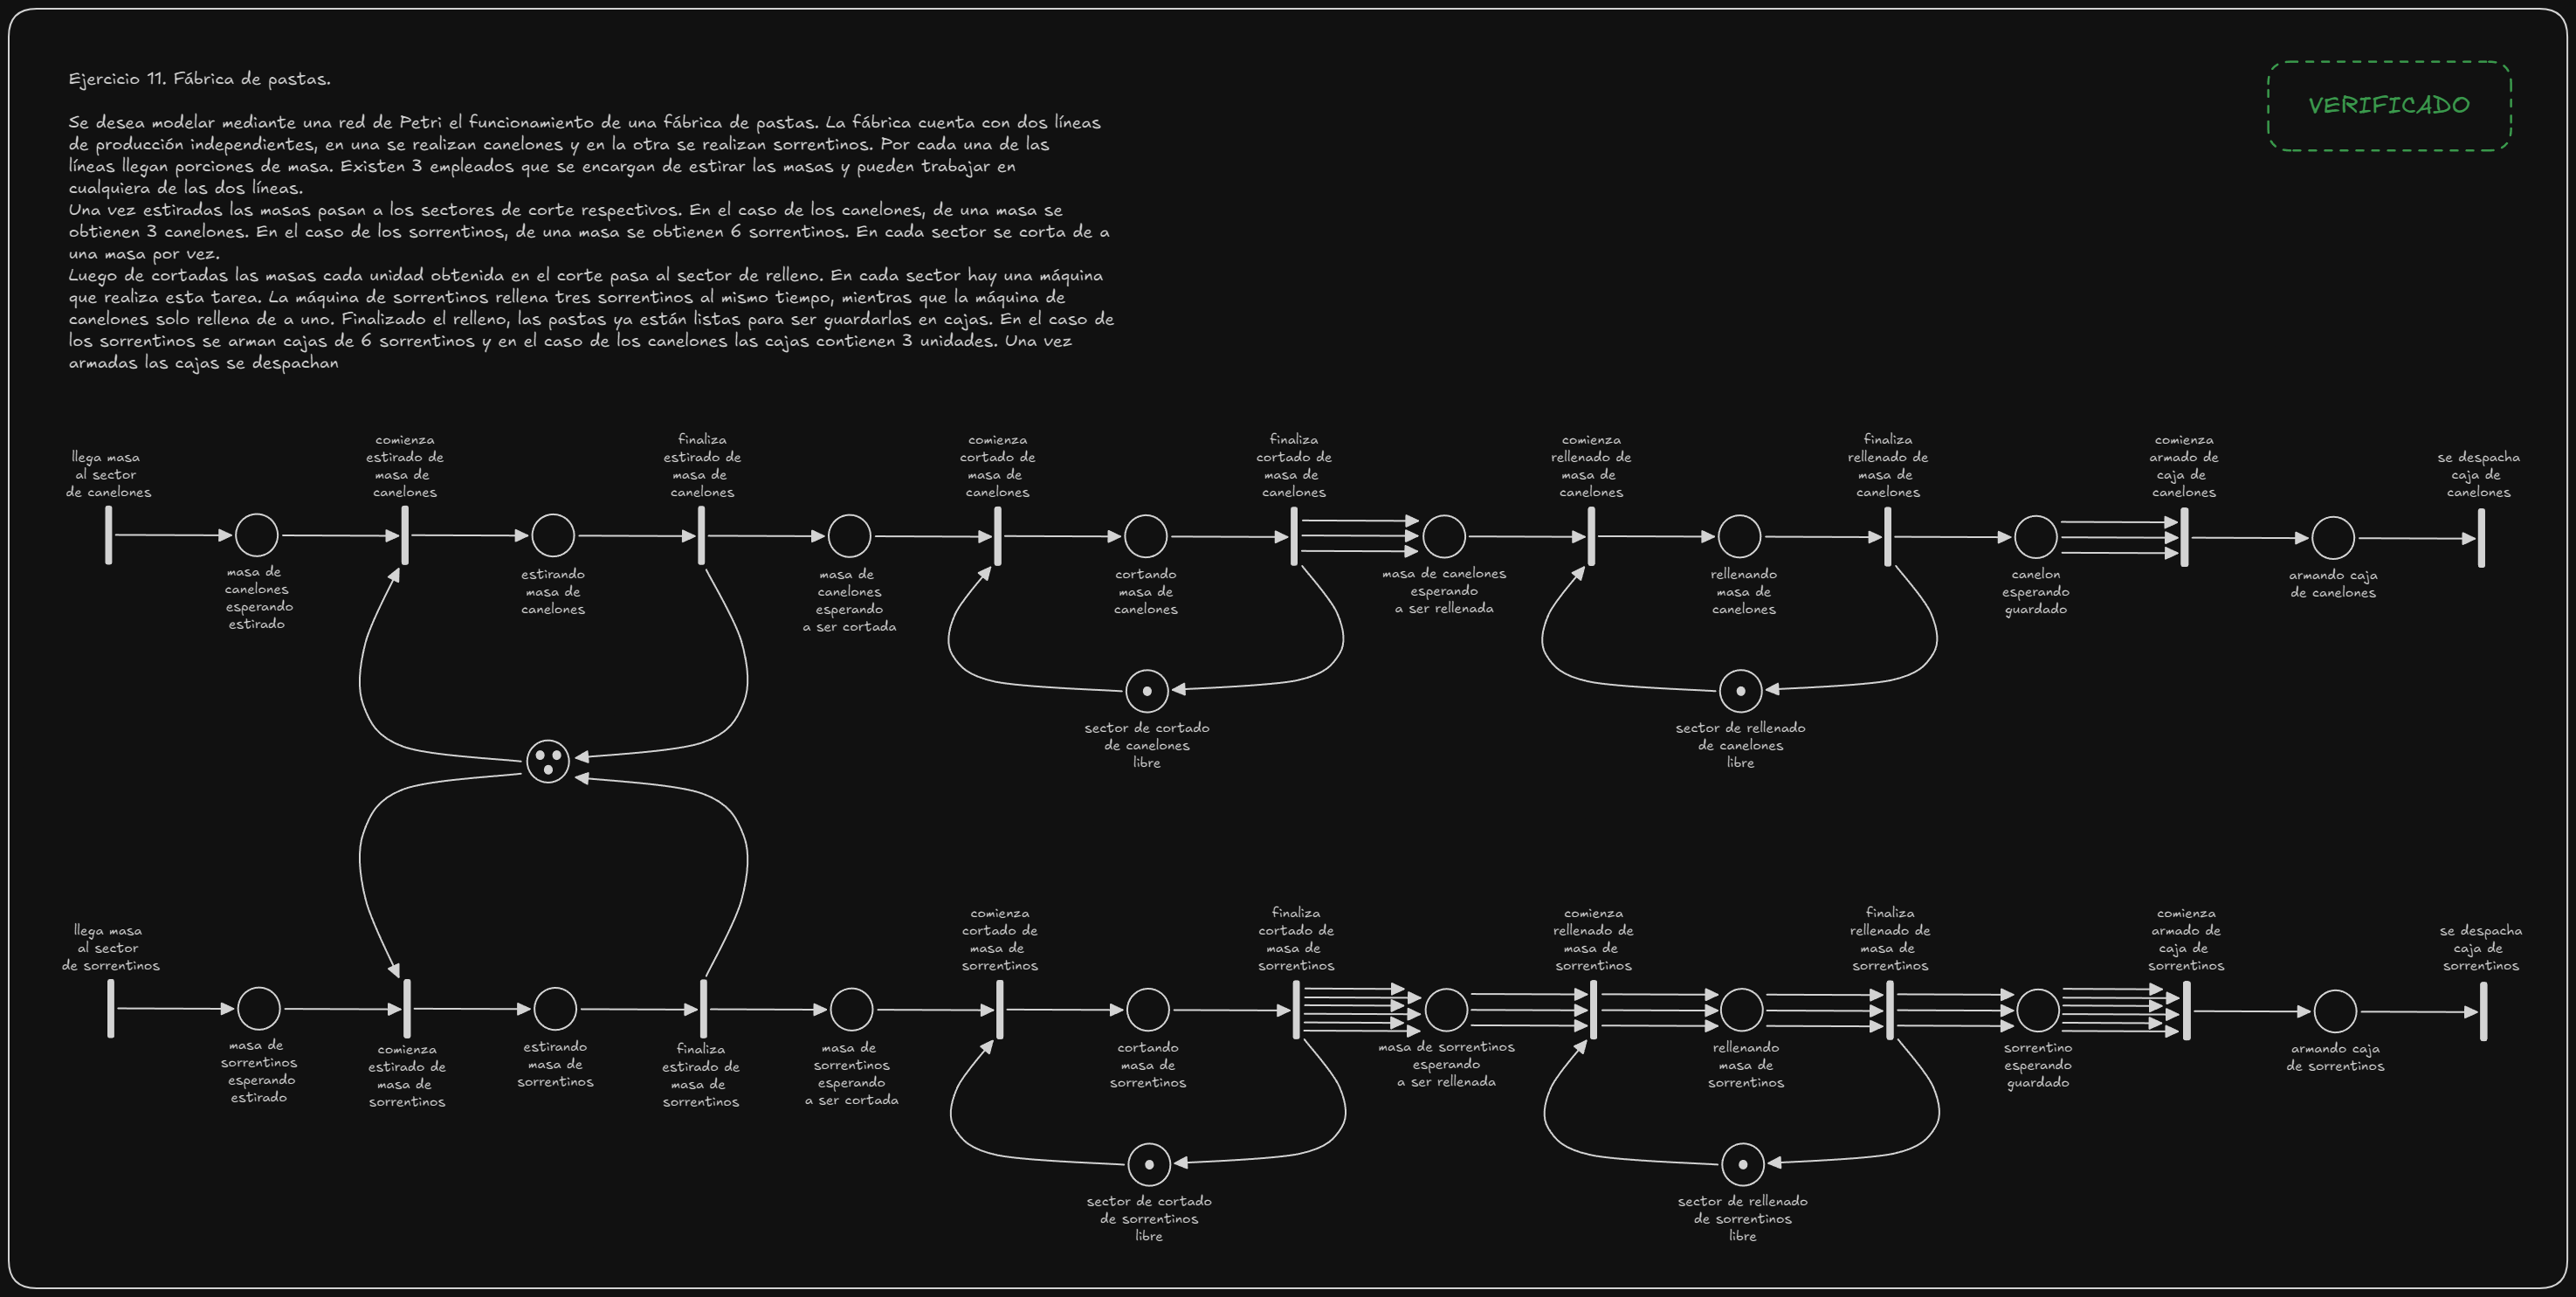 Ejercicio 11. Fábrica de pastas.
VERIFICADO
Se desea modelar mediante una red de Petri el funcionamiento de una fábrica de pastas. La fábrica cuenta con dos líneas
de producción independientes, en una se realizan canelones y en la otra se realizan sorrentinos. Por cada una de las
líneas llegan porciones de masa. Existen 3 empleados que se encargan de estirar las masas y pueden trabajar en
cualquiera de las dos líneas.
Una vez estiradas las masas pasan a los sectores de corte respectivos. En el caso de los canelones, de una masa se
obtienen 3 canelones. En el caso de los sorrentinos, de una masa se obtienen 6 sorrentinos. En cada sector se corta de a
una masa por vez.
Luego de cortadas las masas cada unidad obtenida en el corte pasa al sector de relleno. En cada sector hay una máquina
que realiza esta tarea. La máquina de sorrentinos rellena tres sorrentinos al mismo tiempo, mientras que la máquina de
canelones solo rellena de a uno. Finalizado el relleno, las pastas ya están listas para ser guardarlas en cajas. En el caso de
los sorrentinos se arman cajas de 6 sorrentinos y en el caso de los canelones las cajas contienen 3 unidades. Una vez
armadas las cajas se despachan
llega masa
al sector
de canelones
comienza
estirado de
masa de
canelones
finaliza
estirado de
masa de
canelones
comienza
cortado de
masa de
canelones
finaliza
cortado de
masa de
canelones
comienza
rellenado de
masa de
canelones
finaliza
rellenado de
masa de
canelones
comienza
armado de
caja de
canelones
se despacha
caja de
canelones
masa de
canelones
esperando
estirado
estirando
masa de
canelones
masa de
canelones
esperando
a ser cortada
cortando
masa de
canelones
masa de canelones
esperando
a ser rellenada
rellenando
masa de
canelones
canelon
esperando
guardado
armando caja
de canelones
sector de cortado
de canelones
libre
sector de rellenado
de canelones
libre
llega masa
al sector
de sorrentinos
comienza
cortado de
masa de
sorrentinos
finaliza
cortado de
masa de
sorrentinos
comienza
rellenado de
masa de
sorrentinos
finaliza
rellenado de
masa de
sorrentinos
comienza
armado de
caja de
sorrentinos
se despacha
caja de
sorrentinos
masa de
sorrentinos
esperando
estirado
comienza
estirado de
masa de
sorrentinos
estirando
masa de
sorrentinos
finaliza
estirado de
masa de
sorrentinos
masa de
sorrentinos
esperando
a ser cortada
cortando
masa de
sorrentinos
masa de sorrentinos
esperando
a ser rellenada
rellenando
masa de
sorrentinos
sorrentino
esperando
guardado
armando caja
de sorrentinos
sector de cortado
de sorrentinos
libre
sector de rellenado
de sorrentinos
libre